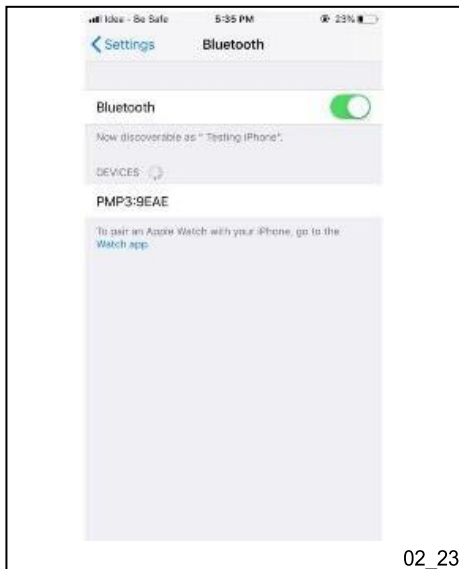 Idea - Be Safe 5:35 PM 23%
Settings Bluetooth
Bluetooth
Now discoverable as " Testing iPhone".
DEVICES
PMP3:9EAE
To pair an Apple Watch with your iPhone, go to the
Watch app.
02_23